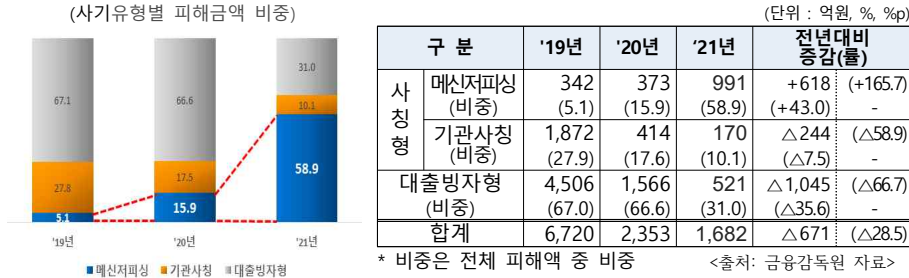 (사기유형별 피해금액 비중)
67.1
66.6
31.0
27.8
17.5
10.1
5.1
15.9
58.9
'19년
'20년
'21년
메신저피싱 기관사칭 대출빙자형
(단위 : 억원, %, %p)
구 분 '19년 '20년 ‘21년 전년대비 증감(률)
사칭형 메신저피싱 342 373 991 +618 (+165.7)
(비중) (5.1) (15.9) (58.9) (+43.0) -
기관사칭 1,872 414 170 △244 (△58.9)
(비중) (27.9) (17.6) (10.1) (△7.5) -
대출빙자형 4,506 1,566 521 △1,045 (△66.7)
(비중) (67.0) (66.6) (31.0) (△35.6) -
합계 6,720 2,353 1,682 △671 (△28.5)
* 비중은 전체 피해액 중 비중 <출처: 금융감독원 자료>